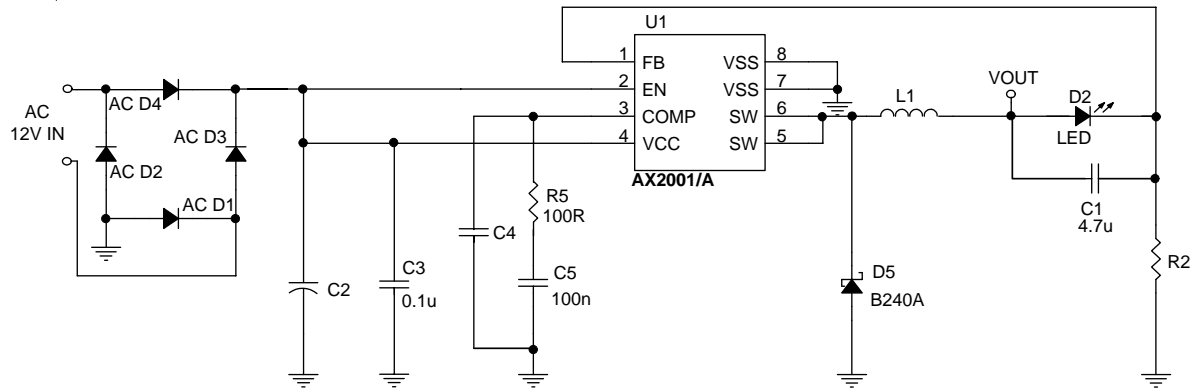 U1
1 FB
2 EN
3 COMP
4 VCC
VSS 8
VSS 7
SW 6
SW 5
AX2001/A
AC
12V IN
AC D4
AC D3
AC D2
AC D1
L1
VOUT
D2
LED
C1
4.7u
R2
R5
100R
C4
C5
100n
C3
0.1u
C2
D5
B240A